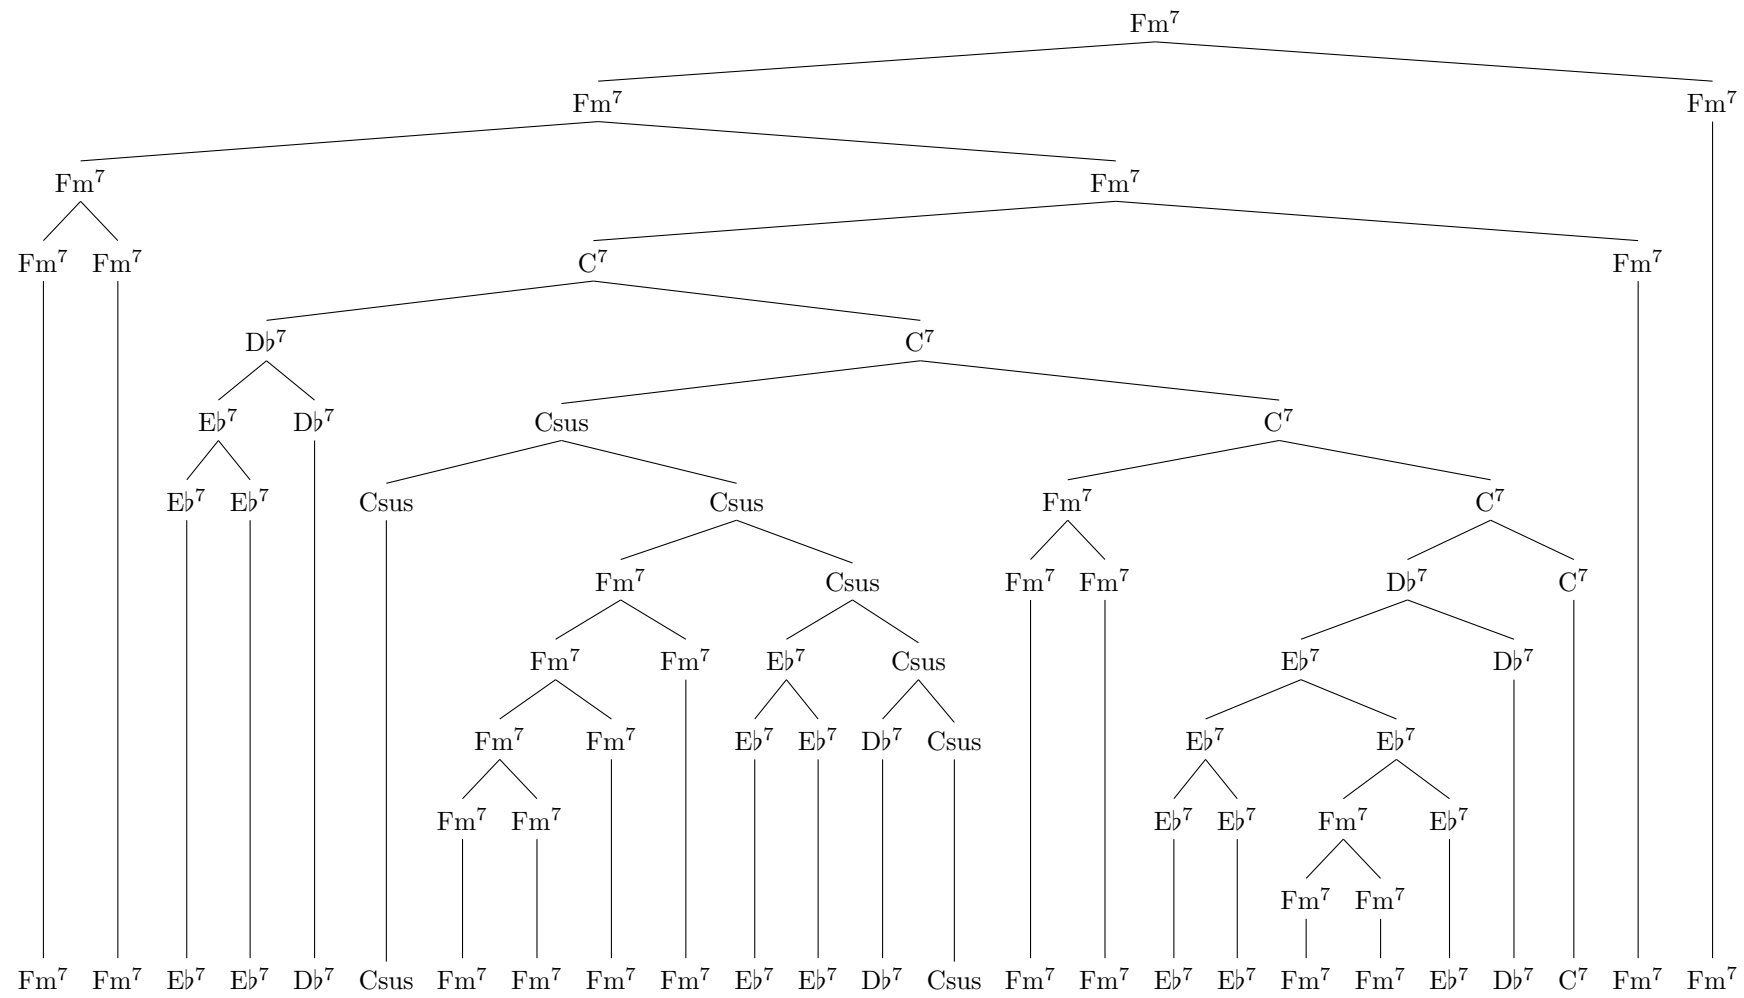 Fm⁷
Fm⁷ Fm⁷
Fm⁷ Fm⁷
Fm⁷ Fm⁷ C⁷ Fm⁷
D♭⁷ C⁷
E♭⁷ D♭⁷ Csus C⁷
E♭⁷ E♭⁷ Csus Csus Fm⁷ C⁷
Fm⁷ Csus Fm⁷ Fm⁷ D♭⁷ C⁷
Fm⁷ Fm⁷ E♭⁷ Csus E♭⁷ D♭⁷
Fm⁷ Fm⁷ E♭⁷ E♭⁷ D♭⁷ Csus E♭⁷ E♭⁷
Fm⁷ Fm⁷ E♭⁷ E♭⁷ Fm⁷ E♭⁷
Fm⁷ Fm⁷
Fm⁷ Fm⁷ E♭⁷ E♭⁷ D♭⁷ Csus Fm⁷ Fm⁷ Fm⁷ Fm⁷ E♭⁷ E♭⁷ D♭⁷ Csus Fm⁷ Fm⁷ E♭⁷ E♭⁷ Fm⁷ Fm⁷ E♭⁷ D♭⁷ C⁷ Fm⁷ Fm⁷